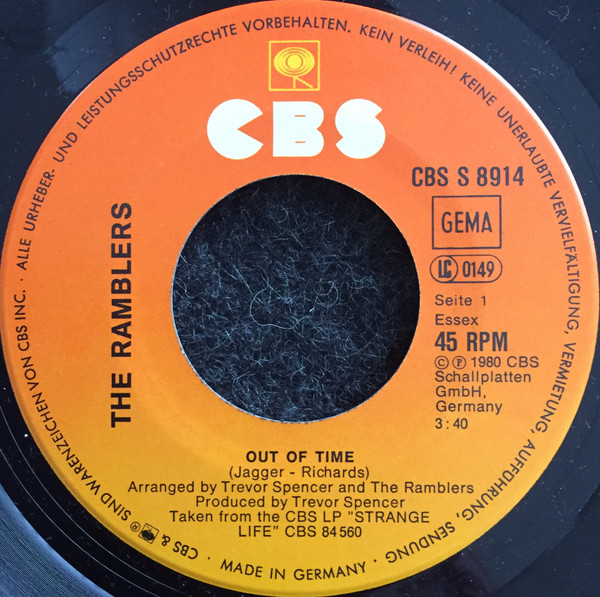 ALLE URHEBER- UND LEISTUNGSSCHUTZRECHTE VORBEHALTEN. KEIN VERLEIH! KEINE UNERLAUBTE VERVIELFÄLTIGUNG, VERMIETUNG, AUFFÜHRUNG, SENDUNG
CBS
CBS S 8914
GEMA
LC 0149
Seite 1
Essex
45 RPM
© ℗ 1980 CBS
Schallplatten
GmbH,
Germany
3:40
THE RAMBLERS
OUT OF TIME
(Jagger - Richards)
Arranged by Trevor Spencer and The Ramblers
Produced by Trevor Spencer
Taken from the CBS LP "STRANGE
LIFE" CBS 84 560
· MADE IN GERMANY ·
CBS & ® SIND WARENZEICHEN VON CBS INC. ·